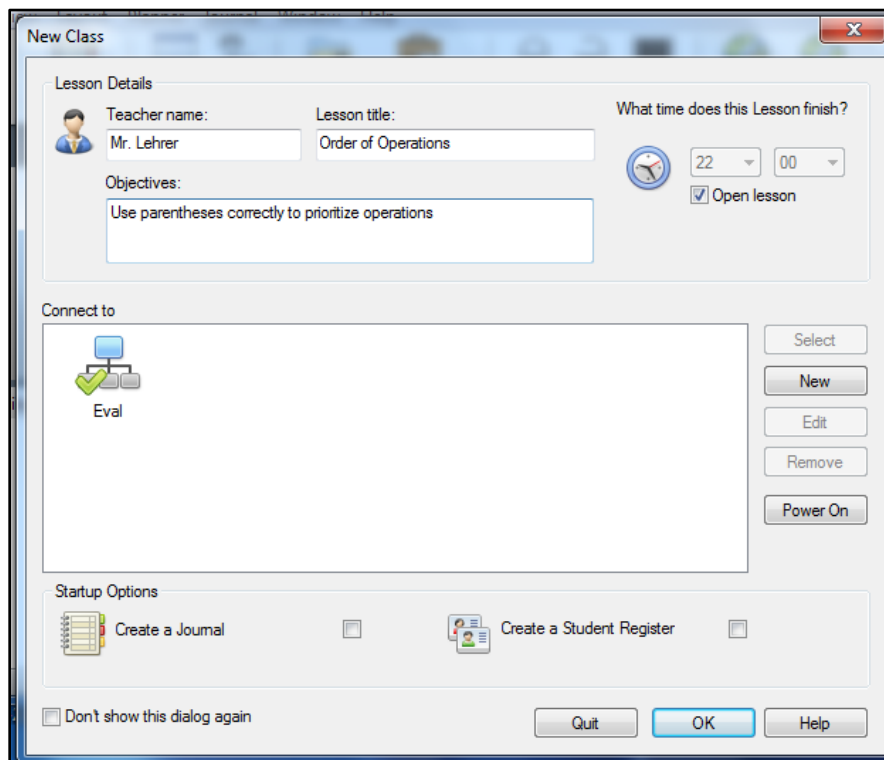 New Class
X
Lesson Details
Teacher name:
Lesson title:
What time does this Lesson finish?
Mr. Lehrer
Order of Operations
22
00
Objectives:
Open lesson
Use parentheses correctly to prioritize operations
Connect to
Eval
Select
New
Edit
Remove
Power On
Startup Options
Create a Journal
Create a Student Register
Don't show this dialog again
Quit
OK
Help